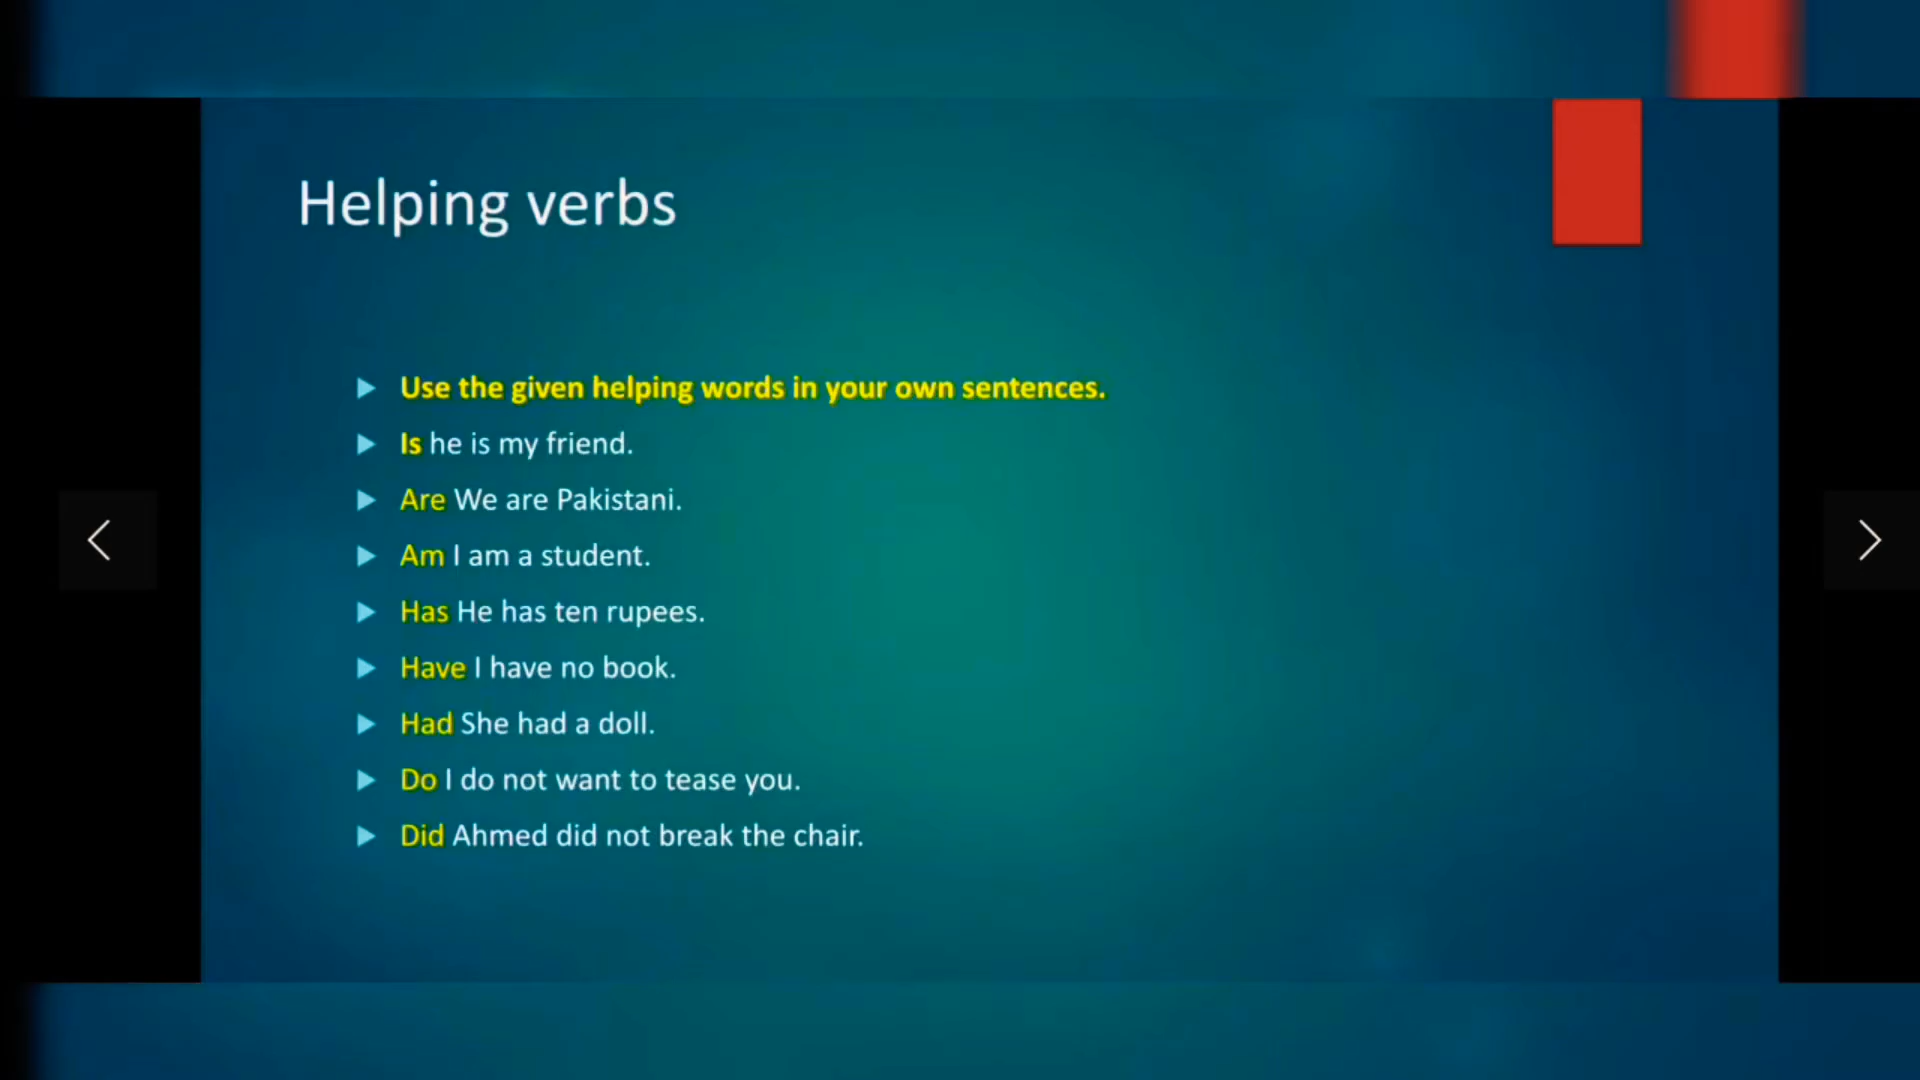 Helping verbs
Use the given helping words in your own sentences.
Is he is my friend.
Are We are Pakistani.
Am I am a student.
Has He has ten rupees.
Have I have no book.
Had She had a doll.
Do I do not want to tease you.
Did Ahmed did not break the chair.